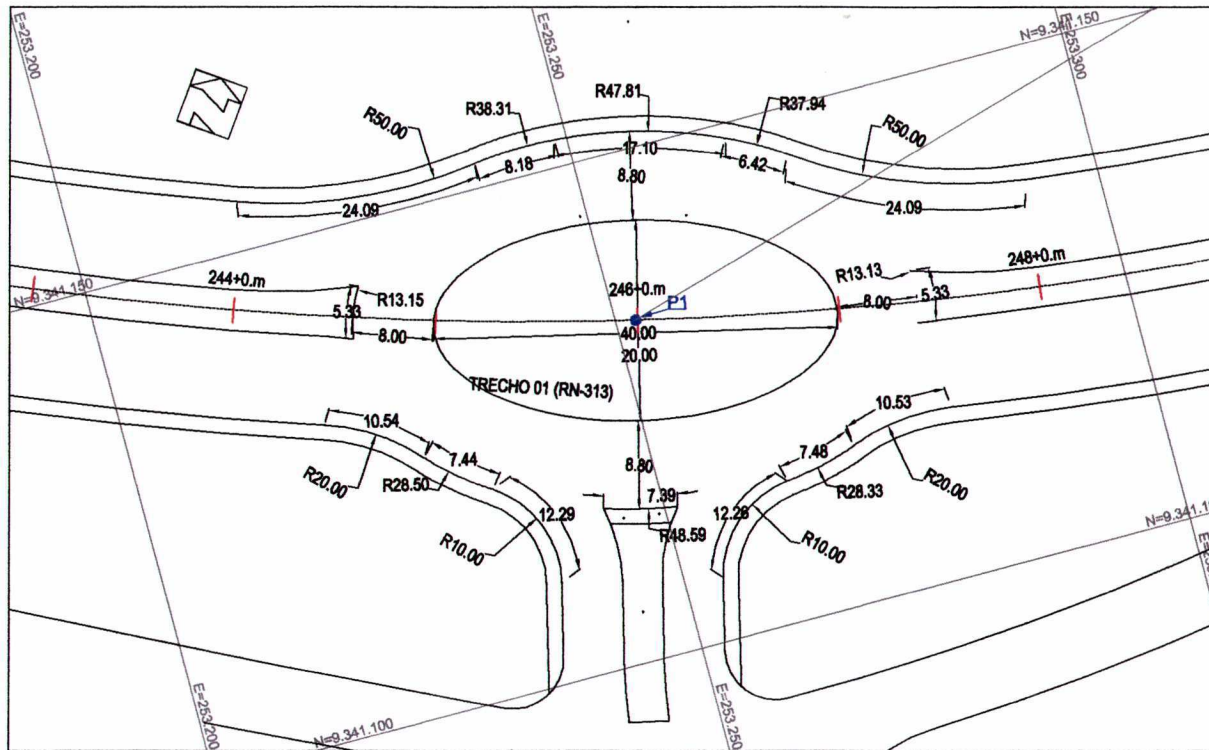 E=253.200
E=253.250
E=253.300
N=9.341.150
R50.00
R38.31
R47.81
R37.94
R50.00
8.18
17.10
6.42
8.80
24.09
24.09
244+0.m
R13.15
N=9.341.150
5.33
8.00
246+0.m
P1
R13.13
248+0.m
8.00
5.33
40.00
20.00
TRECHO 01 (RN-313)
10.54
10.53
7.44
7.48
8.80
R20.00
R28.50
R28.33
R20.00
12.29
7.39
12.26
R48.59
R10.00
R10.00
E=253.200
N=9.341.100
E=253.250